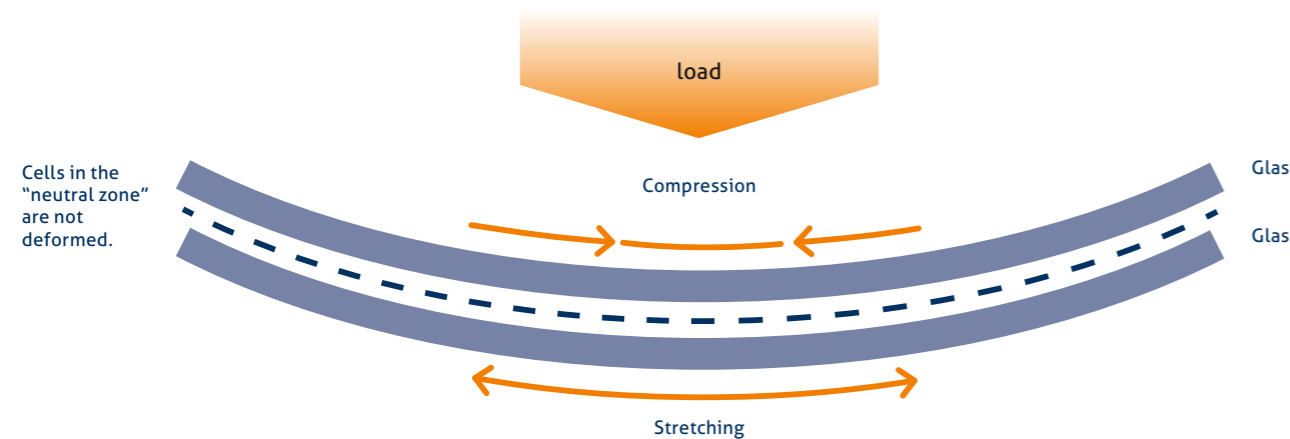 load
Cells in the
“neutral zone”
are not
deformed.
Compression
Glas
Glas
Stretching